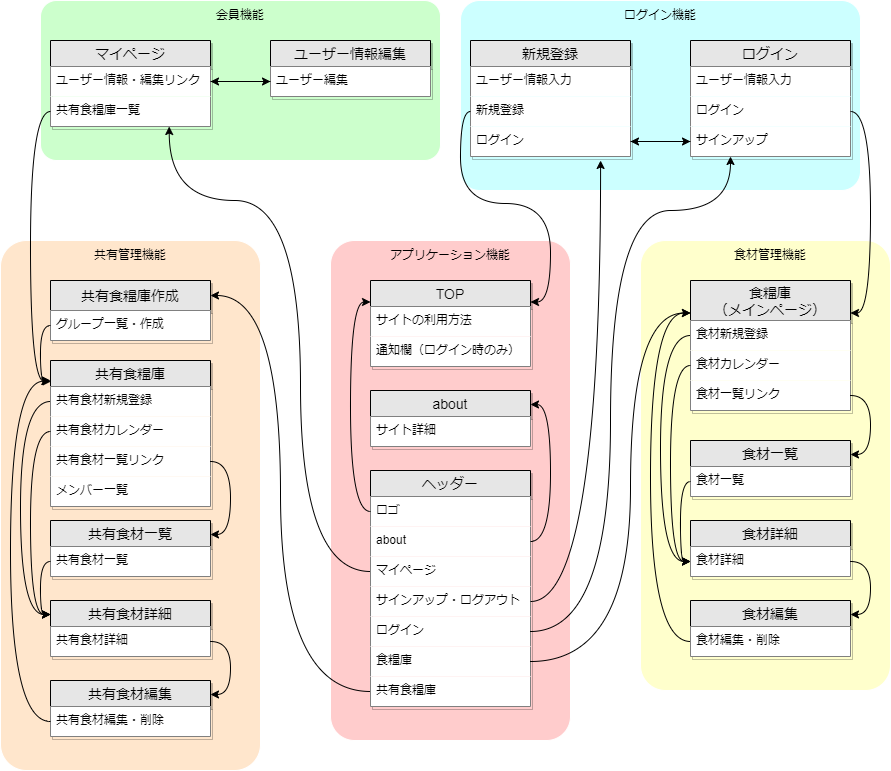 会員機能
マイページ
ユーザー情報・編集リンク
共有食糧庫一覧
ユーザー情報編集
ユーザー編集
ログイン機能
新規登録
ユーザー情報入力
新規登録
ログイン
ログイン
ユーザー情報入力
ログイン
サインアップ
共有管理機能
共有食糧庫作成
グループ一覧・作成
共有食糧庫
共有食材新規登録
共有食材カレンダー
共有食材一覧リンク
メンバー一覧
共有食材一覧
共有食材一覧
共有食材詳細
共有食材詳細
共有食材編集
共有食材編集・削除
アプリケーション機能
TOP
サイトの利用方法
通知欄（ログイン時のみ）
about
サイト詳細
ヘッダー
ロゴ
about
マイページ
サインアップ・ログアウト
ログイン
食糧庫
共有食糧庫
食材管理機能
食糧庫
（メインページ）
食材新規登録
食材カレンダー
食材一覧リンク
食材一覧
食材一覧
食材詳細
食材詳細
食材編集
食材編集・削除